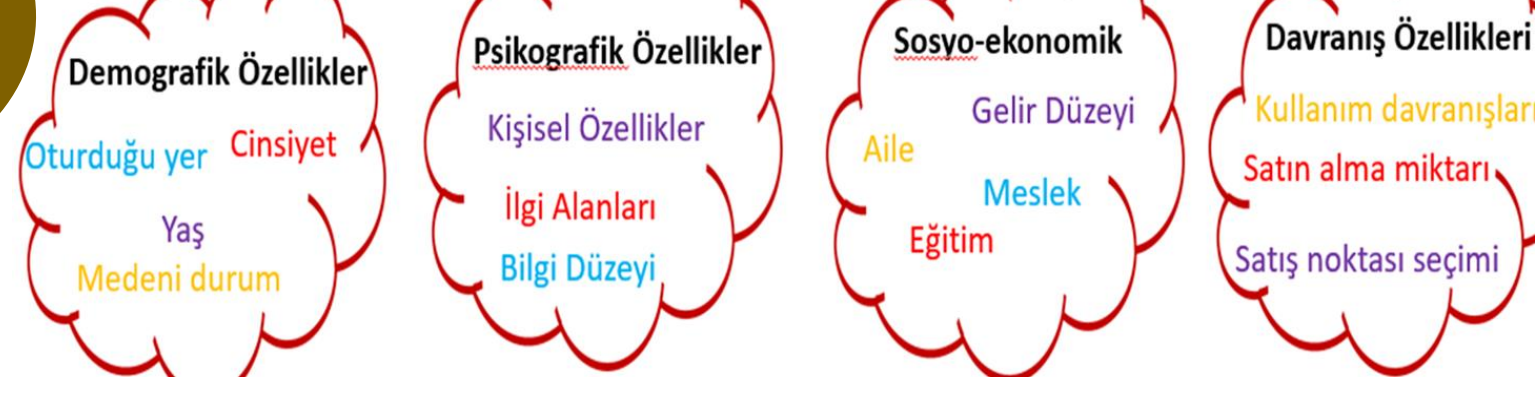 Demografik Özellikler
Oturduğu yer
Cinsiyet
Yaş
Medeni durum
Psikografik Özellikler
Kişisel Özellikler
İlgi Alanları
Bilgi Düzeyi
Sosyo-ekonomik
Gelir Düzeyi
Aile
Meslek
Eğitim
Davranış Özellikleri
Kullanım davranışları
Satın alma miktarı
Satış noktası seçimi